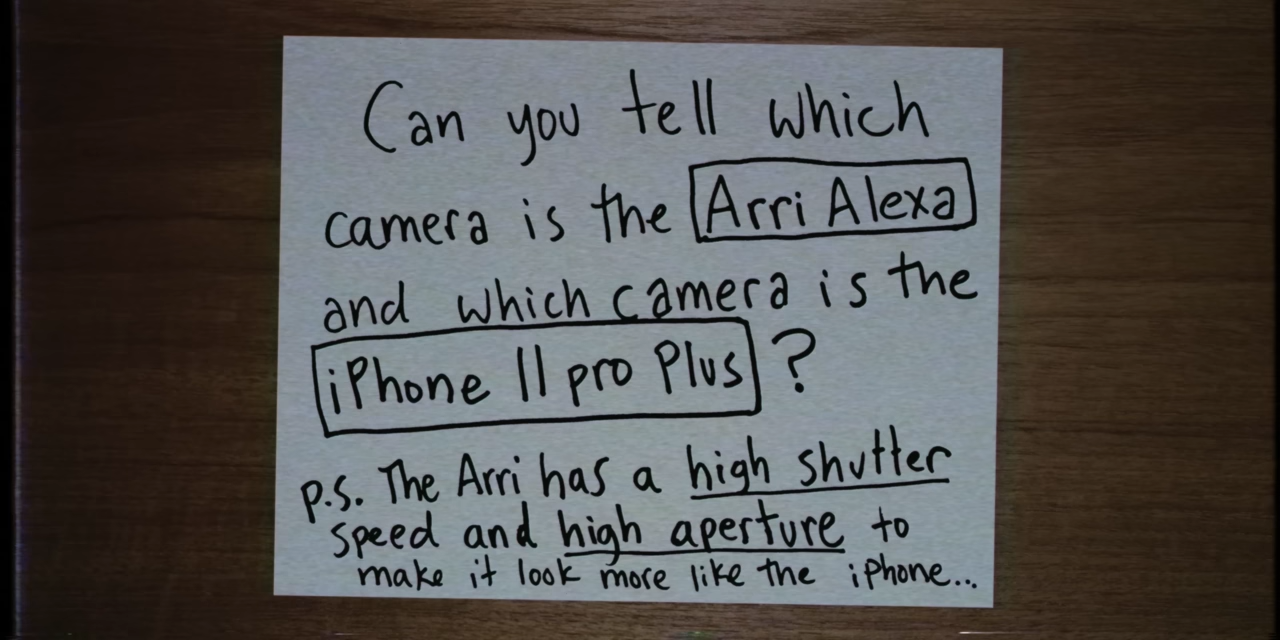 Can you tell which
camera is the Arri Alexa
and which camera is the
iPhone 11 pro Plus ?
p.s. The Arri has a high shutter
speed and high aperture to
make it look more like the iphone...